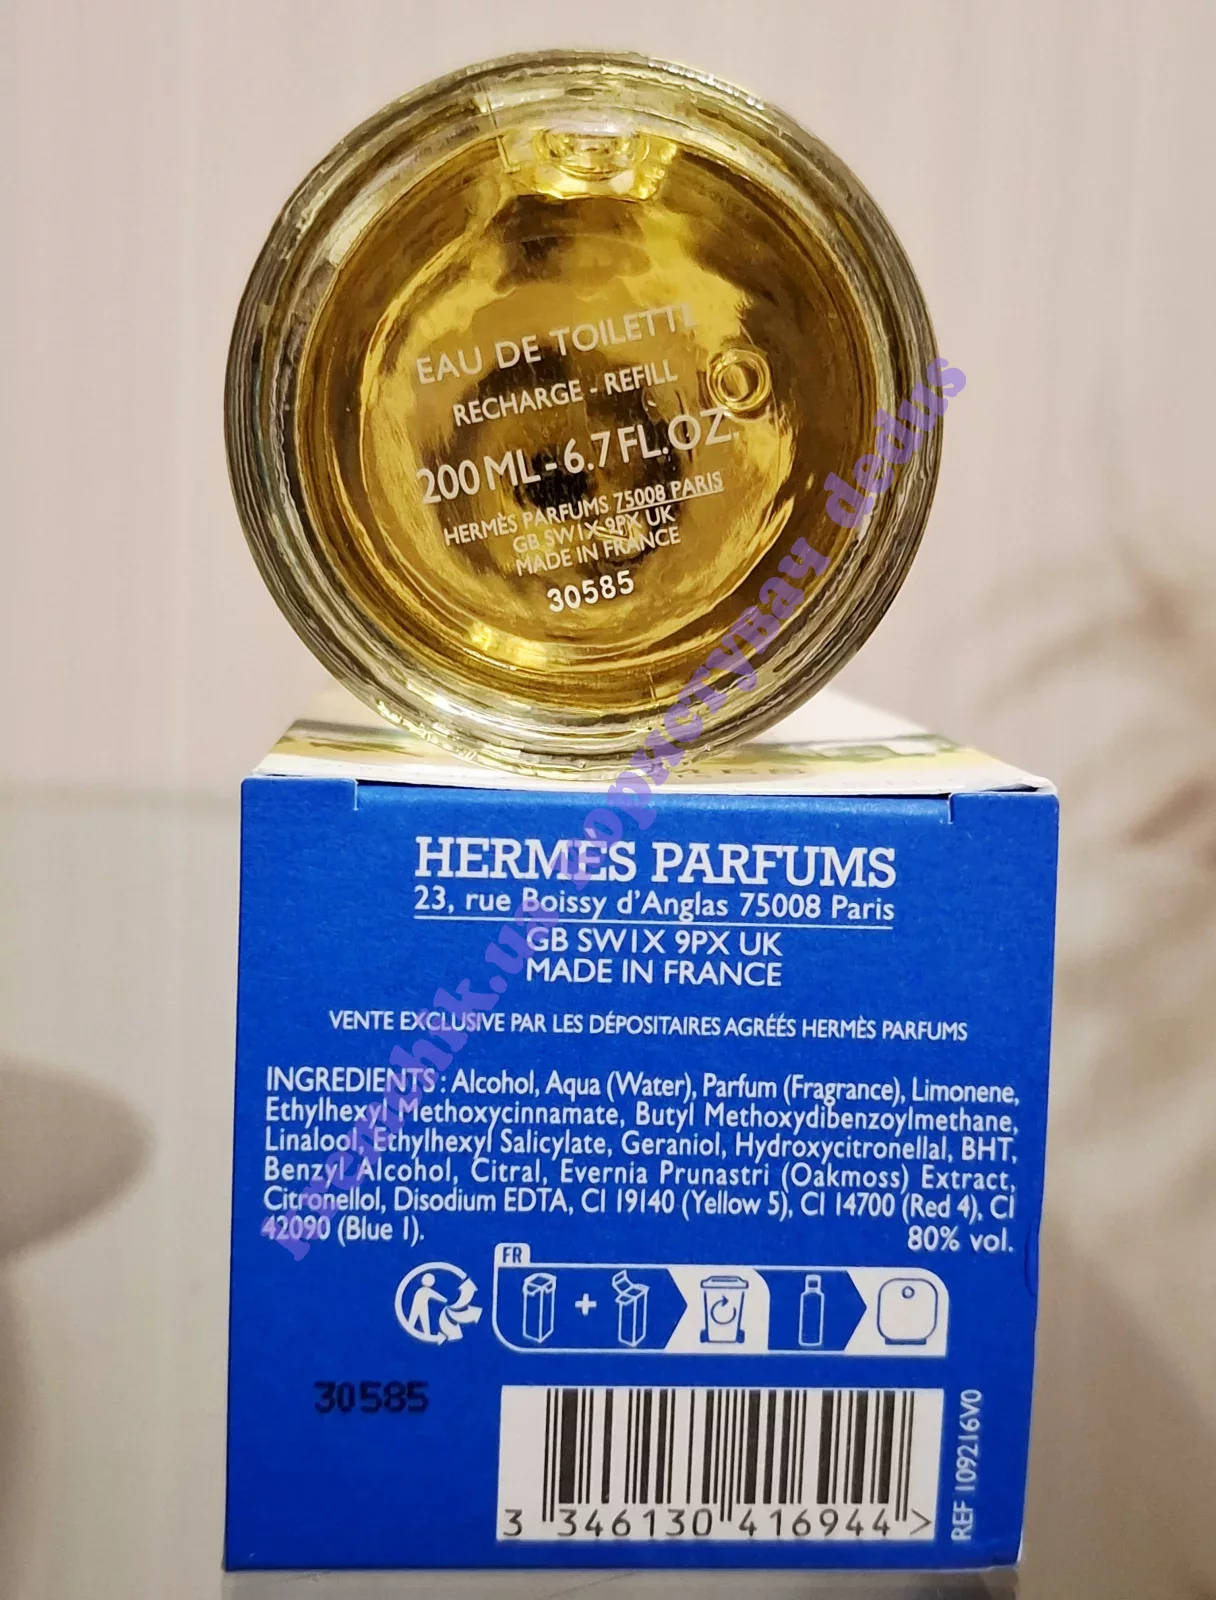 EAU DE TOILETTE
RECHARGE - REFILL
200 ML - 6.7 FL.OZ.
HERMÈS PARFUMS 75008 PARIS
GB SW1X 9PX UK
MADE IN FRANCE
30585
HERMES PARFUMS
23, rue Boissy d'Anglas 75008 Paris
GB SW1X 9PX UK
MADE IN FRANCE
VENTE EXCLUSIVE PAR LES DÉPOSITAIRES AGRÉÉS HERMÈS PARFUMS
INGREDIENTS : Alcohol, Aqua (Water), Parfum (Fragrance), Limonene,
Ethylhexyl Methoxycinnamate, Butyl Methoxydibenzoylmethane,
Linalool, Ethylhexyl Salicylate, Geraniol, Hydroxycitronellal, BHT,
Benzyl Alcohol, Citral, Evernia Prunastri (Oakmoss) Extract,
Citronellol, Disodium EDTA, CI 19140 (Yellow 5), CI 14700 (Red 4), CI
42090 (Blue 1).
80% vol.
FR
30585
3 346130 416944 >
REF 109216V0
користувач dedus